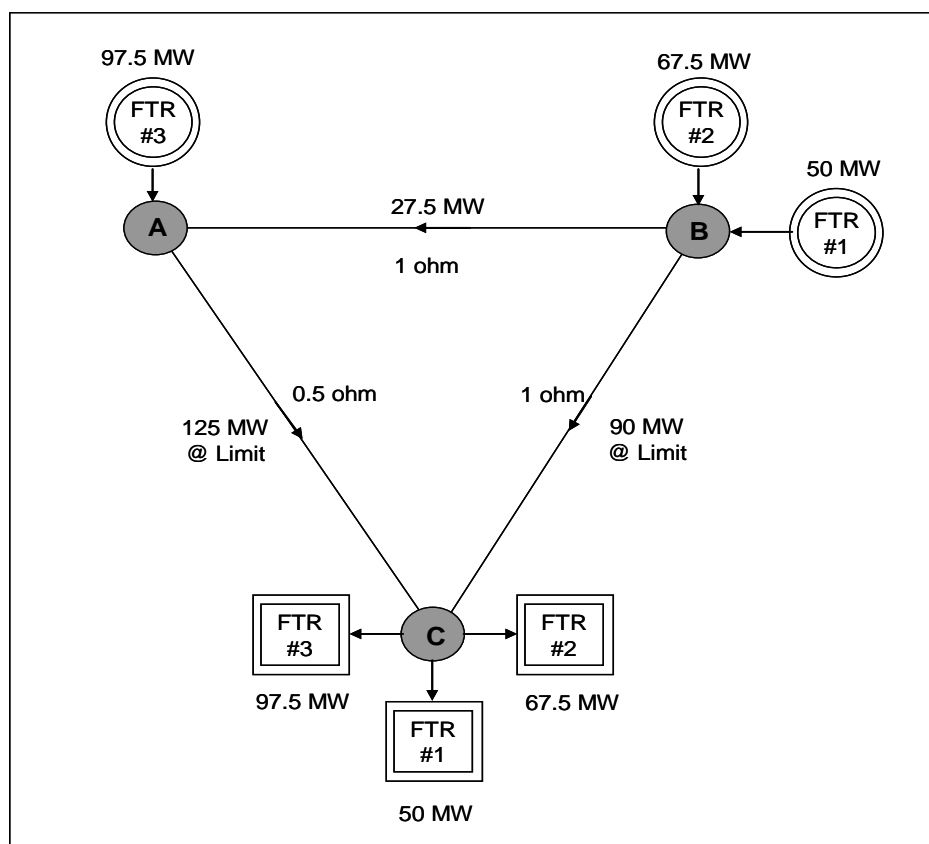 97.5 MW
67.5 MW
FTR
#3
FTR
#2
50 MW
FTR
#1
A
27.5 MW
B
1 ohm
0.5 ohm
1 ohm
125 MW
@ Limit
90 MW
@ Limit
C
FTR
#3
FTR
#2
97.5 MW
67.5 MW
FTR
#1
50 MW